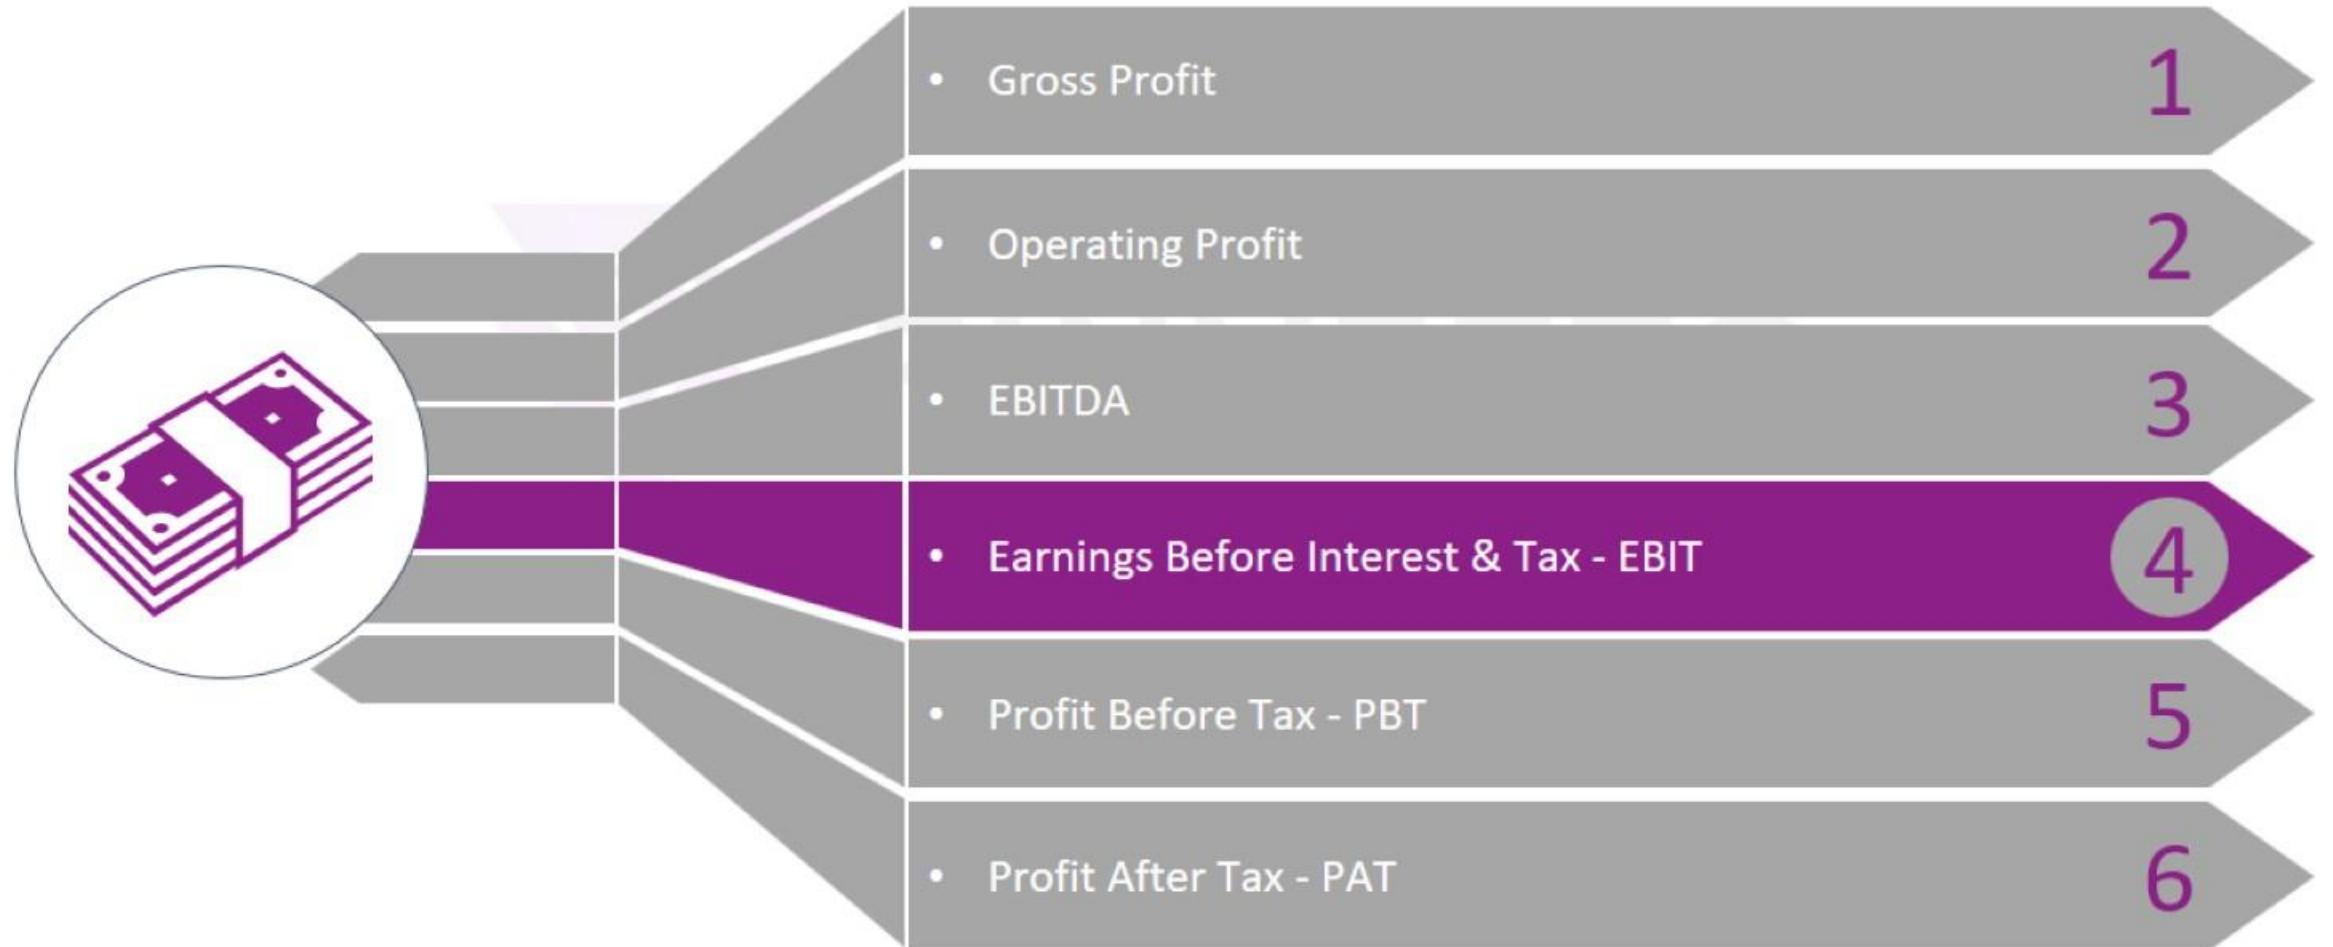 • Gross Profit 1
• Operating Profit 2
• EBITDA 3
• Earnings Before Interest & Tax - EBIT 4
• Profit Before Tax - PBT 5
• Profit After Tax - PAT 6